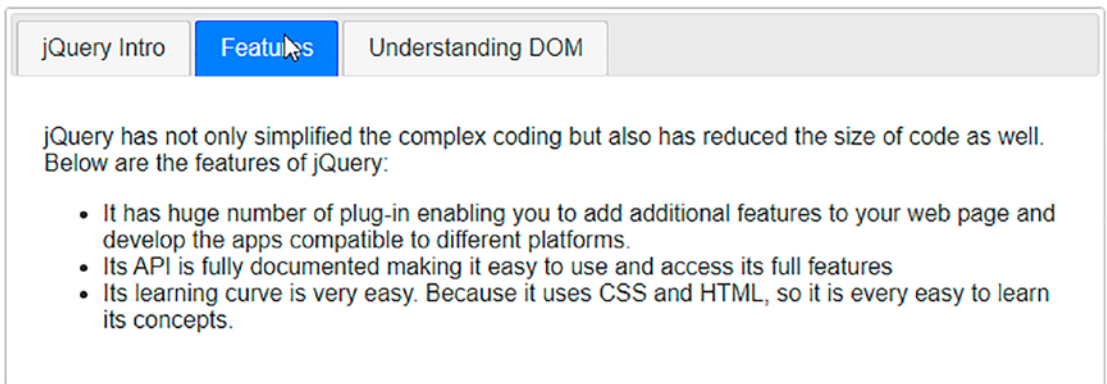 jQuery Intro Features Understanding DOM
jQuery has not only simplified the complex coding but also has reduced the size of code as well.
Below are the features of jQuery:
• It has huge number of plug-in enabling you to add additional features to your web page and
develop the apps compatible to different platforms.
• Its API is fully documented making it easy to use and access its full features
• Its learning curve is very easy. Because it uses CSS and HTML, so it is every easy to learn
its concepts.